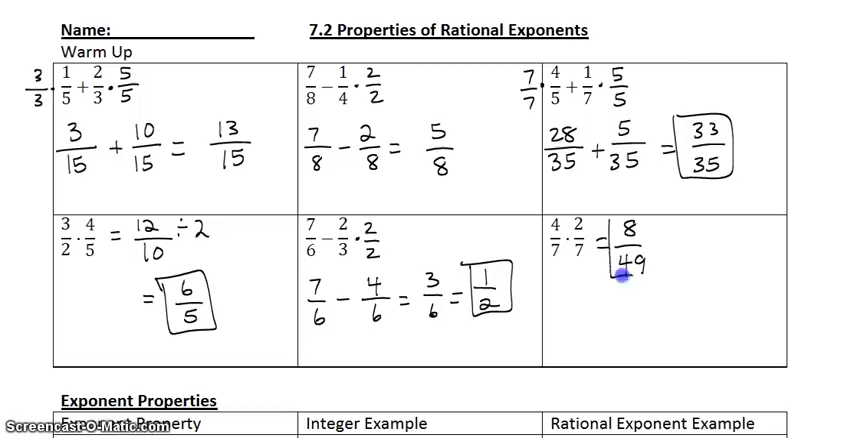 Name: ____________________ 7.2 Properties of Rational Exponents
Warm Up
3/3 · 1/5 + 2/3 · 5/5
3/15 + 10/15 = 13/15
7/8 − 1/4 · 2/2
7/8 − 2/8 = 5/8
7/7 · 4/5 + 1/7 · 5/5
28/35 + 5/35 = 33/35
3/2 · 4/5 = 12/10 ÷ 2
= 6/5
7/6 − 2/3 · 2/2
7/6 − 4/6 = 3/6 = 1/2
4/7 · 2/7 = 8/49
Exponent Properties
Exponent Property Integer Example Rational Exponent Example
Screencast-O-Matic.com